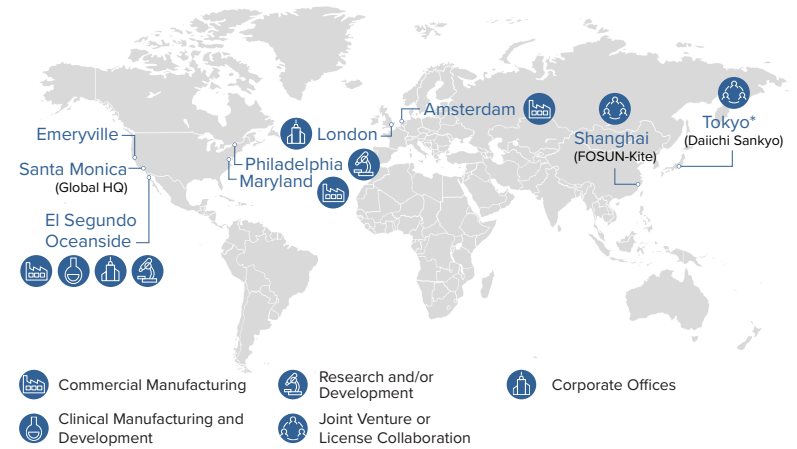 Emeryville
Santa Monica
(Global HQ)
El Segundo
Oceanside
London
Philadelphia
Maryland
Amsterdam
Shanghai
(FOSUN-Kite)
Tokyo*
(Daiichi Sankyo)
Commercial Manufacturing
Clinical Manufacturing and
Development
Research and/or
Development
Joint Venture or
License Collaboration
Corporate Offices